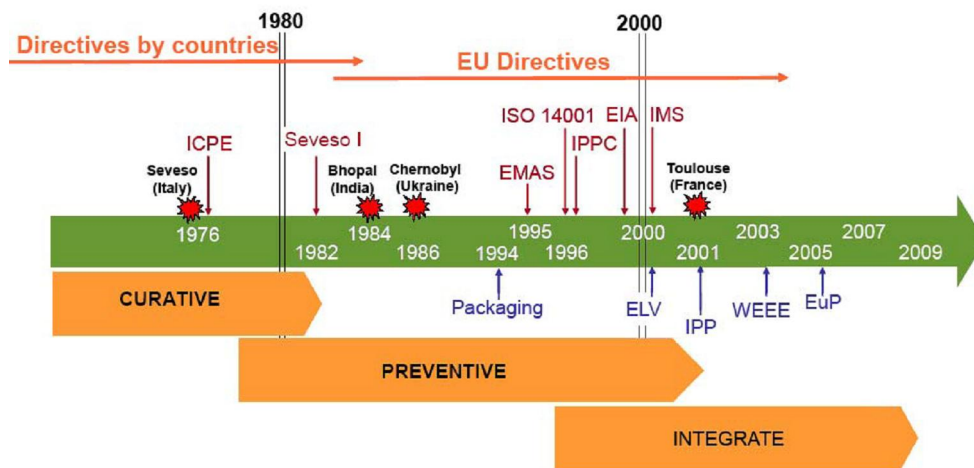 1980
2000
Directives by countries
EU Directives
ISO 14001
EIA
IMS
ICPE
Seveso I
IPPC
Seveso
(Italy)
Bhopal
(India)
Chernobyl
(Ukraine)
EMAS
Toulouse
(France)
1976
1984
1995
2000
2003
2007
1982
1986
1994
1996
2001
2005
2009
CURATIVE
Packaging
ELV
IPP
WEEE
EuP
PREVENTIVE
INTEGRATE